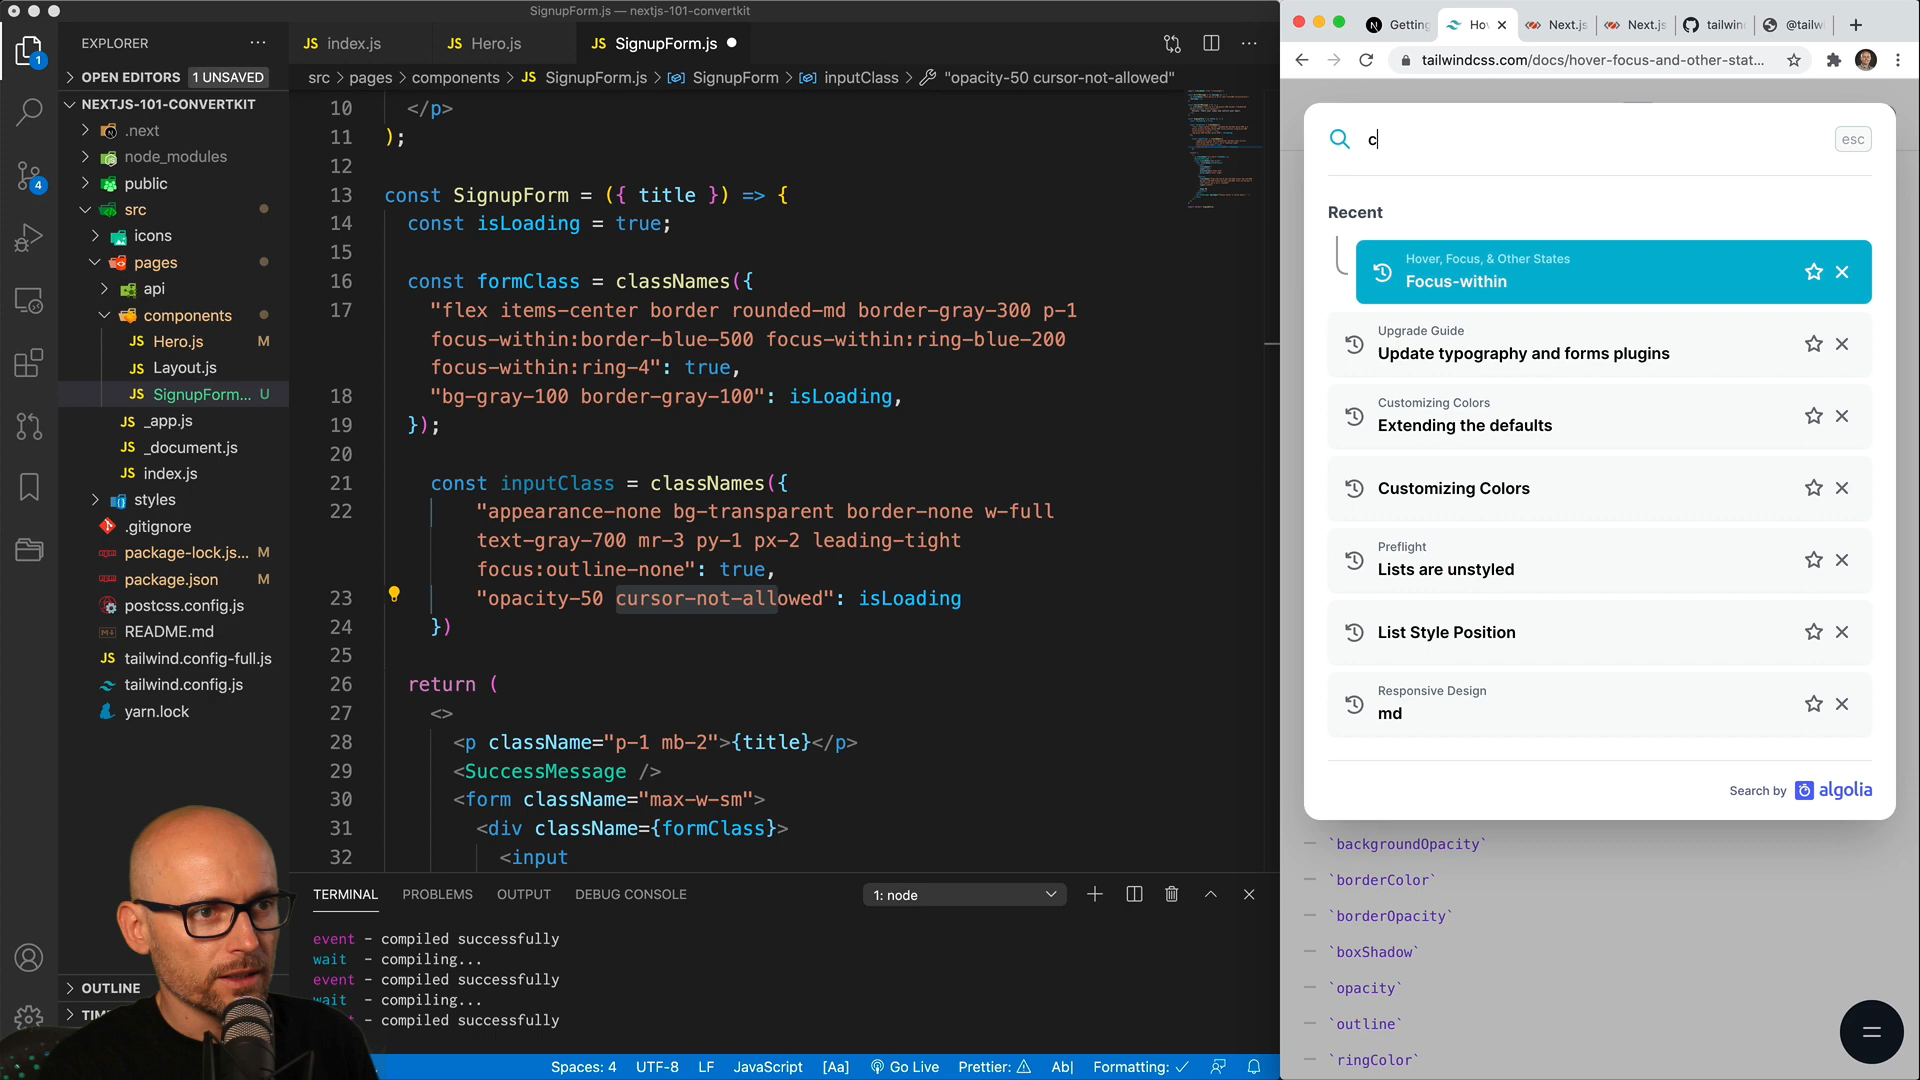 SignupForm.js — nextjs-101-convertkit
EXPLORER
OPEN EDITORS 1 UNSAVED
NEXTJS-101-CONVERTKIT
.next
node_modules
public
src
icons
pages
api
components
Hero.js M
Layout.js
SignupForm... U
_app.js
_document.js
index.js
styles
.gitignore
package-lock.js... M
package.json M
postcss.config.js
README.md
tailwind.config-full.js
tailwind.config.js
yarn.lock
OUTLINE
1
4
index.js
Hero.js
SignupForm.js
src > pages > components > JS SignupForm.js > SignupForm > inputClass > "opacity-50 cursor-not-allowed"
10 </p>
11 );
12
13 const SignupForm = ({ title }) => {
14 const isLoading = true;
15
16 const formClass = classNames({
17 "flex items-center border rounded-md border-gray-300 p-1
focus-within:border-blue-500 focus-within:ring-blue-200
focus-within:ring-4": true,
18 "bg-gray-100 border-gray-100": isLoading,
19 });
20
21 const inputClass = classNames({
22 "appearance-none bg-transparent border-none w-full
text-gray-700 mr-3 py-1 px-2 leading-tight
focus:outline-none": true,
23 "opacity-50 cursor-not-allowed": isLoading
24 })
25
26 return (
27 <>
28 <p className="p-1 mb-2">{title}</p>
29 <SuccessMessage />
30 <form className="max-w-sm">
31 <div className={formClass}>
32 <input
TERMINAL PROBLEMS OUTPUT DEBUG CONSOLE 1: node
event - compiled successfully
wait - compiling...
event - compiled successfully
wait - compiling...
- compiled successfully
Spaces: 4 UTF-8 LF JavaScript [Aa] Go Live Prettier: Ab| Formatting: ✓
Getting
Hov
Next.js
Next.js
tailwin
@tailw
tailwindcss.com/docs/hover-focus-and-other-stat...
c
esc
Recent
Hover, Focus, & Other States
Focus-within
Upgrade Guide
Update typography and forms plugins
Customizing Colors
Extending the defaults
Customizing Colors
Preflight
Lists are unstyled
List Style Position
Responsive Design
md
Search by algolia
— `backgroundOpacity`
— `borderColor`
— `borderOpacity`
— `boxShadow`
— `opacity`
— `outline`
— `ringColor`